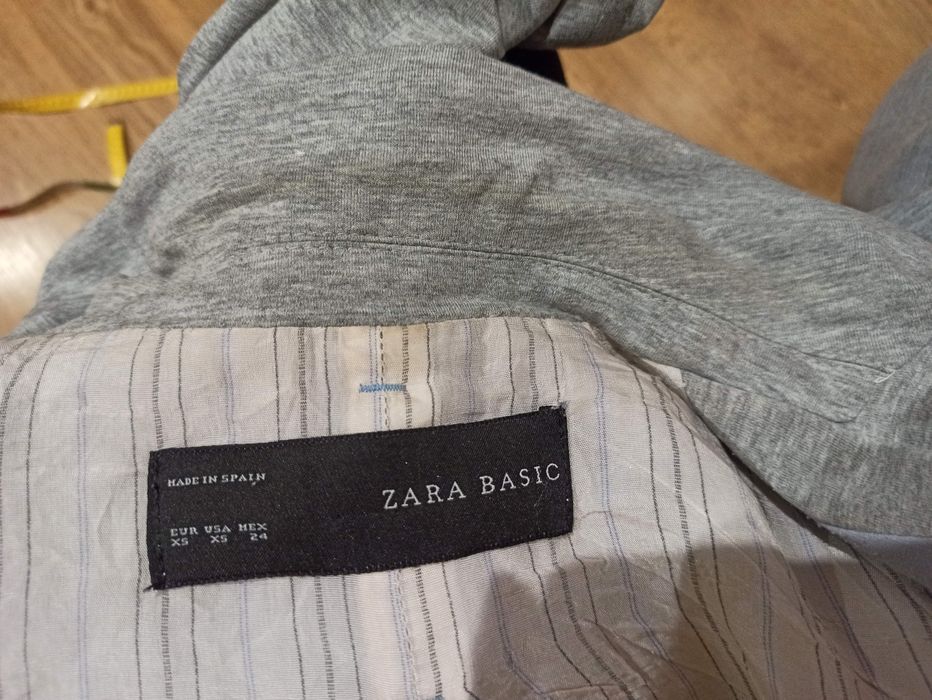 MADE IN SPAIN
ZARA BASIC
EUR USA MEX
XS XS 24